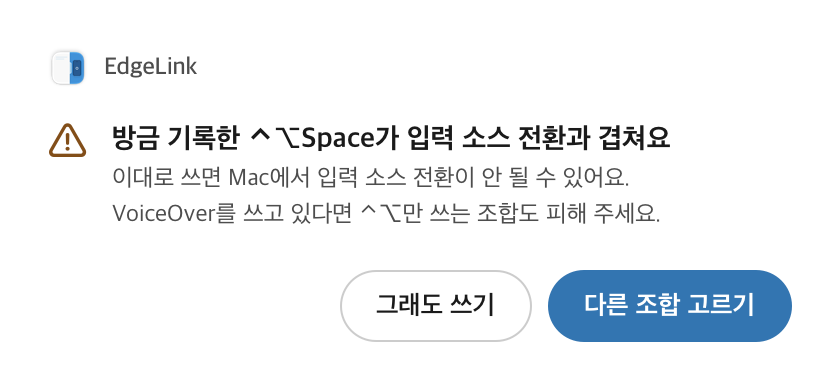 EdgeLink
방금 기록한 ⌃⌥Space가 입력 소스 전환과 겹쳐요
이대로 쓰면 Mac에서 입력 소스 전환이 안 될 수 있어요.
VoiceOver를 쓰고 있다면 ⌃⌥만 쓰는 조합도 피해 주세요.
그래도 쓰기
다른 조합 고르기